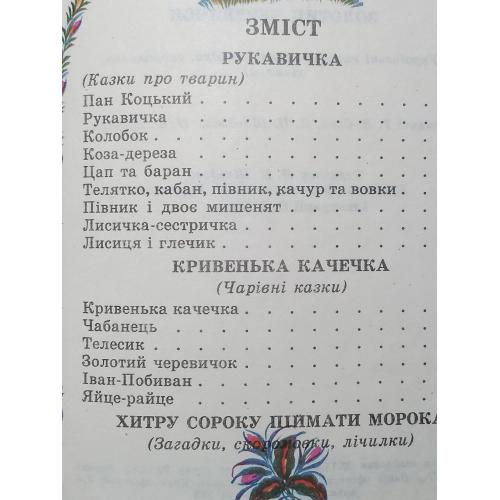 ЗМІСТ
РУКАВИЧКА
(Казки про тварин)
Пан Коцький . . . . . . . . . . . .
Рукавичка . . . . . . . . . . . .
Колобок . . . . . . . . . . . .
Коза-дереза . . . . . . . . . . . .
Цап та баран . . . . . . . . . . . .
Телятко, кабан, півник, качур та вовки . . .
Півник і двоє мишенят . . . . . . . . .
Лисичка-сестричка . . . . . . . . . .
Лисиця і глечик . . . . . . . . . . .
КРИВЕНЬКА КАЧЕЧКА
(Чарівні казки)
Кривенька качечка . . . . . . . . . .
Чабанець . . . . . . . . . . . .
Телесик . . . . . . . . . . . .
Золотий черевичок . . . . . . . . . .
Іван-Побиван . . . . . . . . . . . .
Яйце-райце . . . . . . . . . . . .
ХИТРУ СОРОКУ ПІЙМАТИ МОРОКА
(Загадки, скоромовки, лічилки)